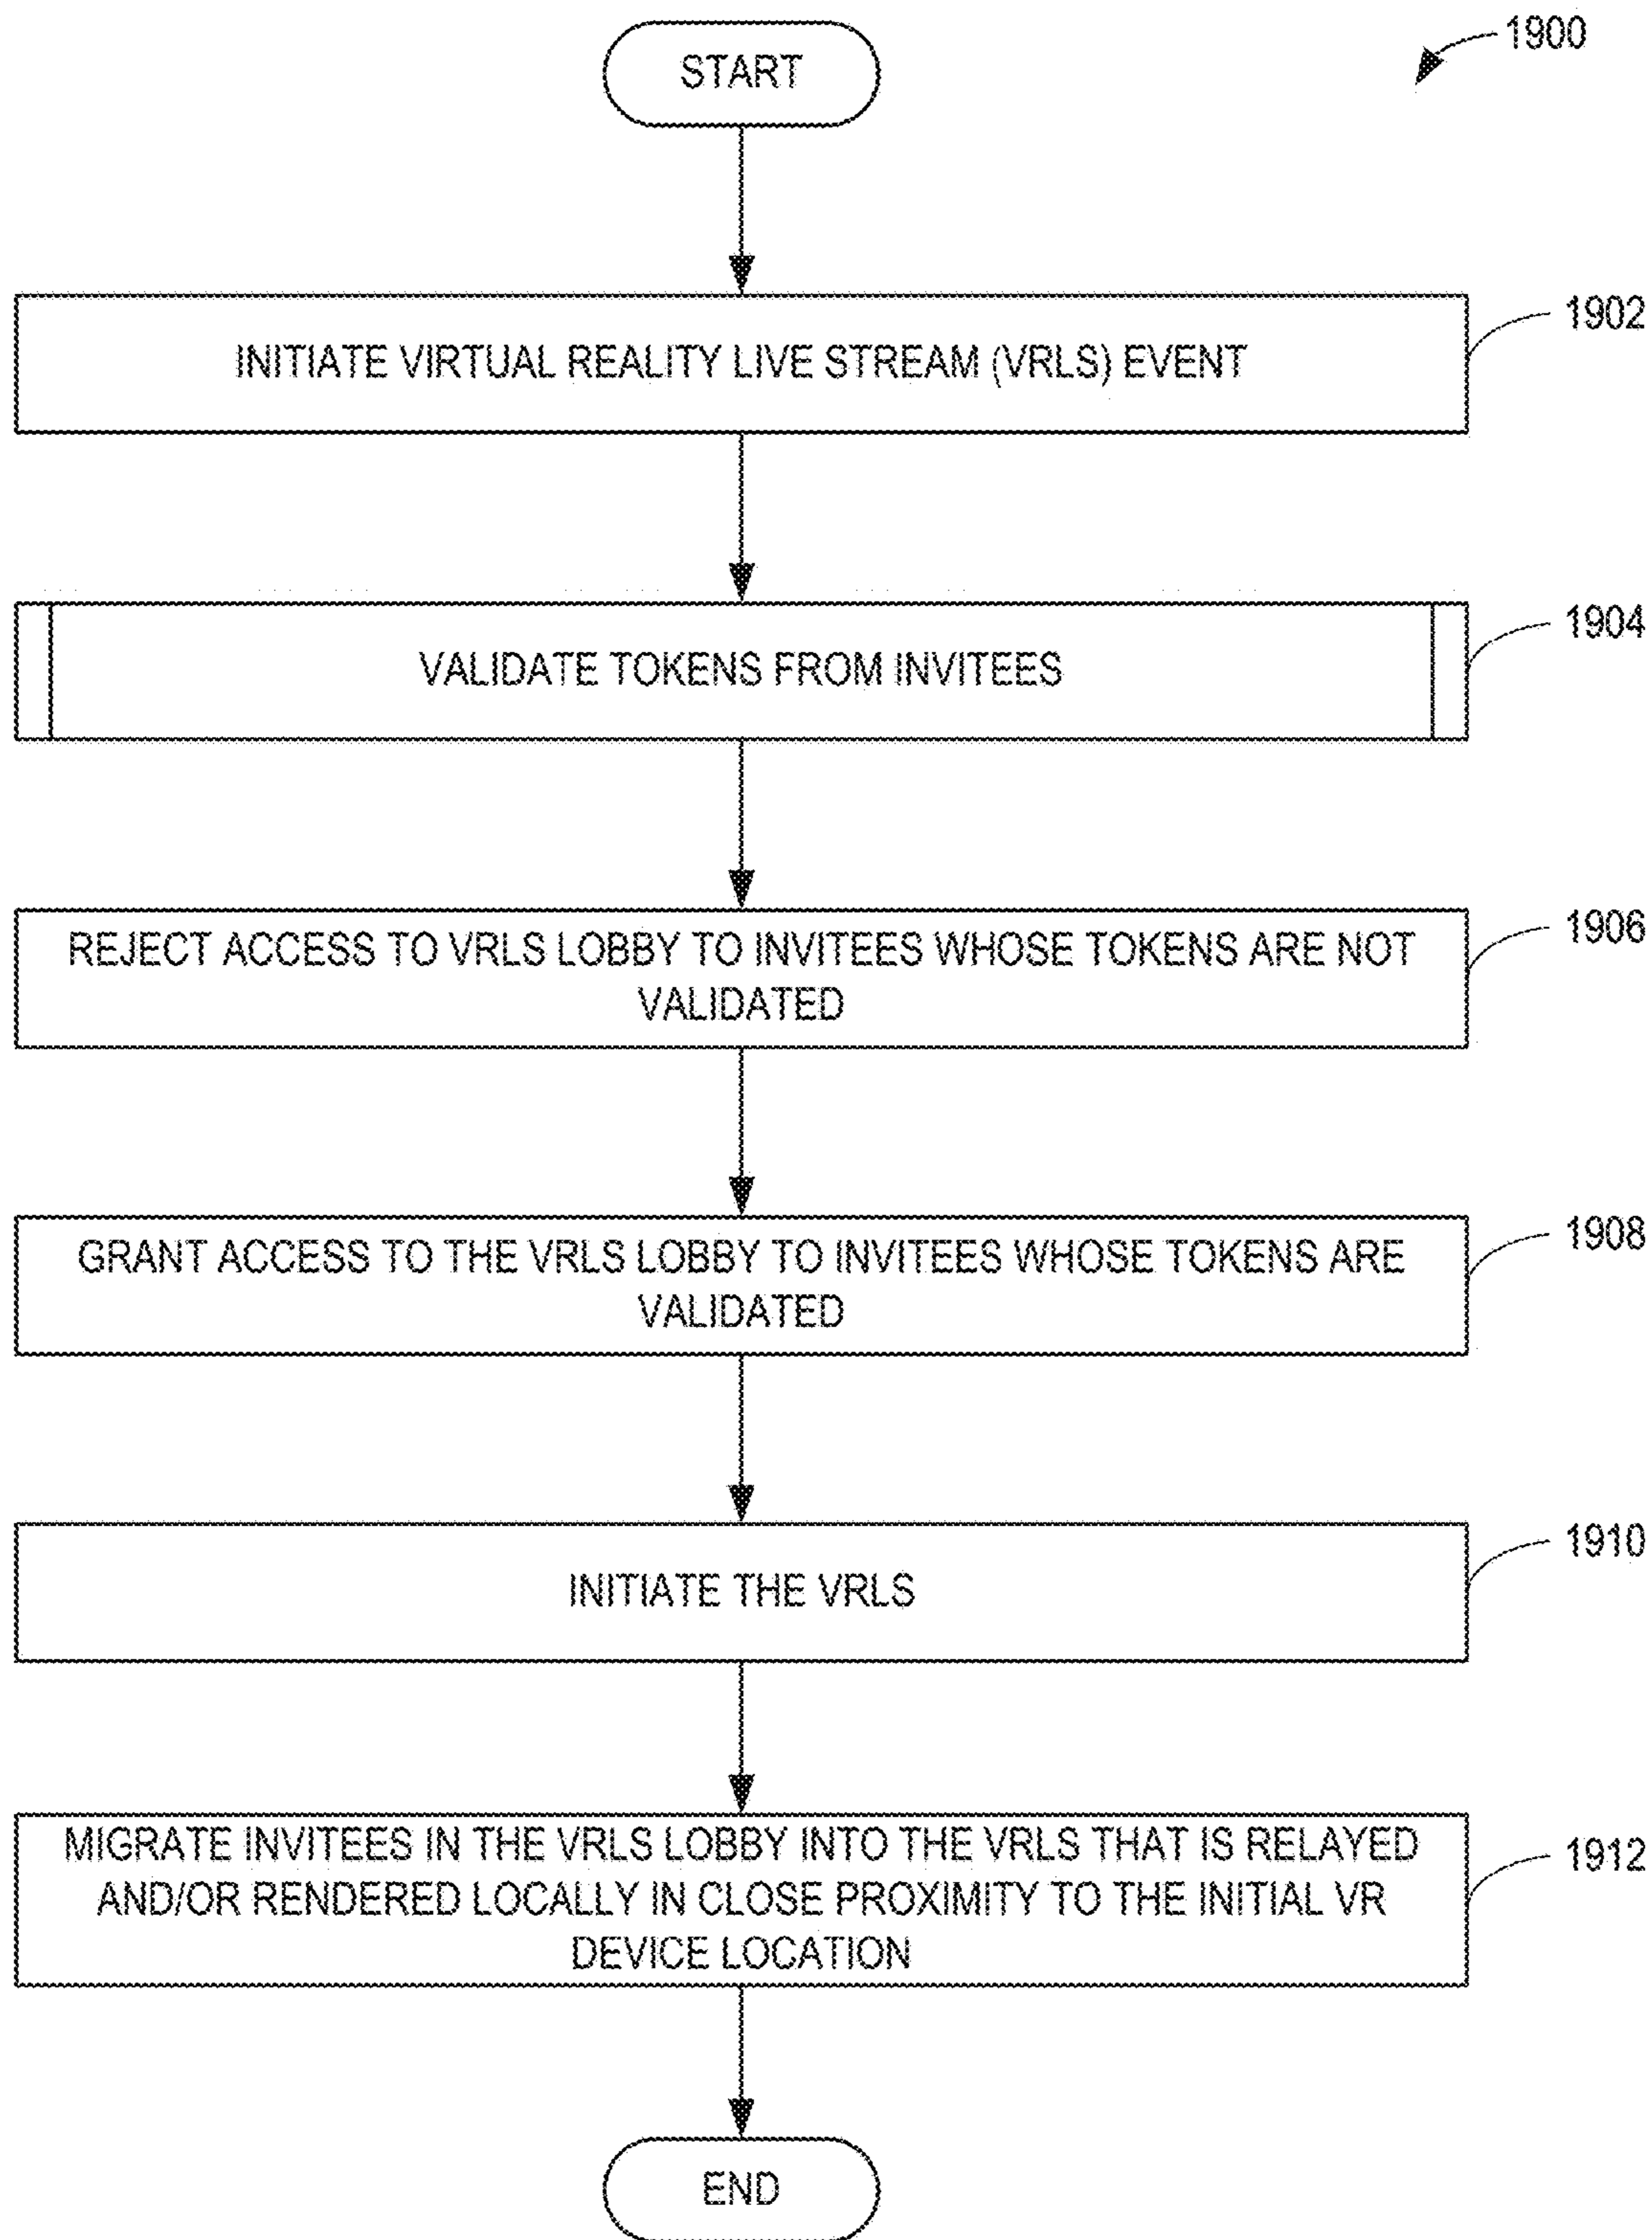 1900
START
INITIATE VIRTUAL REALITY LIVE STREAM (VRLS) EVENT
1902
VALIDATE TOKENS FROM INVITEES
1904
REJECT ACCESS TO VRLS LOBBY TO INVITEES WHOSE TOKENS ARE NOT
VALIDATED
1906
GRANT ACCESS TO THE VRLS LOBBY TO INVITEES WHOSE TOKENS ARE
VALIDATED
1908
INITIATE THE VRLS
1910
MIGRATE INVITEES IN THE VRLS LOBBY INTO THE VRLS THAT IS RELAYED
AND/OR RENDERED LOCALLY IN CLOSE PROXIMITY TO THE INITIAL VR
DEVICE LOCATION
1912
END